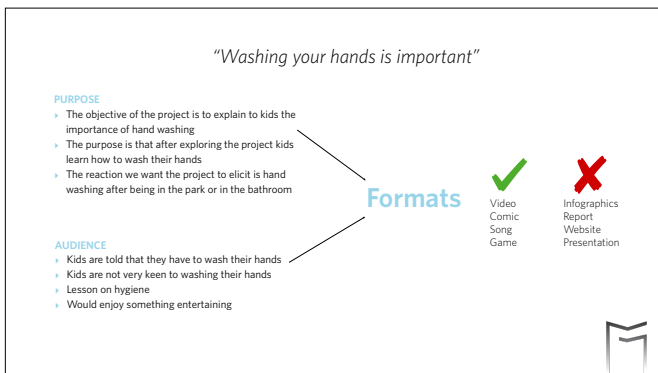 “Washing your hands is important”
PURPOSE
The objective of the project is to explain to kids the
importance of hand washing
The purpose is that after exploring the project kids
learn how to wash their hands
The reaction we want the project to elicit is hand
washing after being in the park or in the bathroom
AUDIENCE
Kids are told that they have to wash their hands
Kids are not very keen to washing their hands
Lesson on hygiene
Would enjoy something entertaining
Formats
Video
Comic
Song
Game
Infographics
Report
Website
Presentation